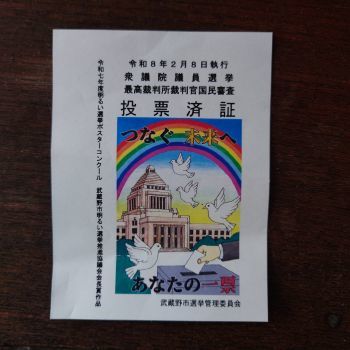 令和8年2月8日執行
衆議院議員選挙
最高裁判所裁判官国民審査
投票済証
つなぐ 未来へ
あなたの一票
武蔵野市選挙管理委員会
令和七年度明るい選挙ポスターコンクール 武蔵野市明るい選挙推進協議会会長賞作品